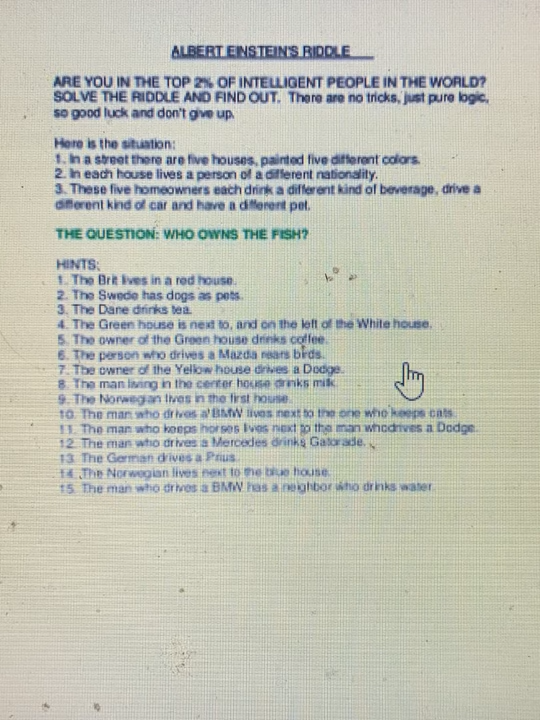 ALBERT EINSTEIN'S RIDDLE
ARE YOU IN THE TOP 2% OF INTELLIGENT PEOPLE IN THE WORLD?
SOLVE THE RIDDLE AND FIND OUT. There are no tricks, just pure logic,
so good luck and don't give up.
Here is the situation:
1. In a street there are five houses, painted five different colors.
2. In each house lives a person of a different nationality.
3. These five homeowners each drink a different kind of beverage, drive a
different kind of car and have a different pet.
THE QUESTION: WHO OWNS THE FISH?
HINTS:
1. The Brit lives in a red house.
2. The Swede has dogs as pets.
3. The Dane drinks tea.
4. The Green house is next to, and on the left of the White house.
5. The owner of the Green house drinks coffee.
6. The person who drives a Mazda rears birds.
7. The owner of the Yellow house drives a Dodge.
8. The man living in the center house drinks milk.
9. The Norwegian lives in the first house.
10. The man who drives a BMW lives next to the one who keeps cats.
11. The man who keeps horses lives next to the man whodrives a Dodge.
12. The man who drives a Mercedes drinks Gatorade.
13. The German drives a Prius.
14. The Norwegian lives next to the blue house.
15. The man who drives a BMW has a neighbor who drinks water.